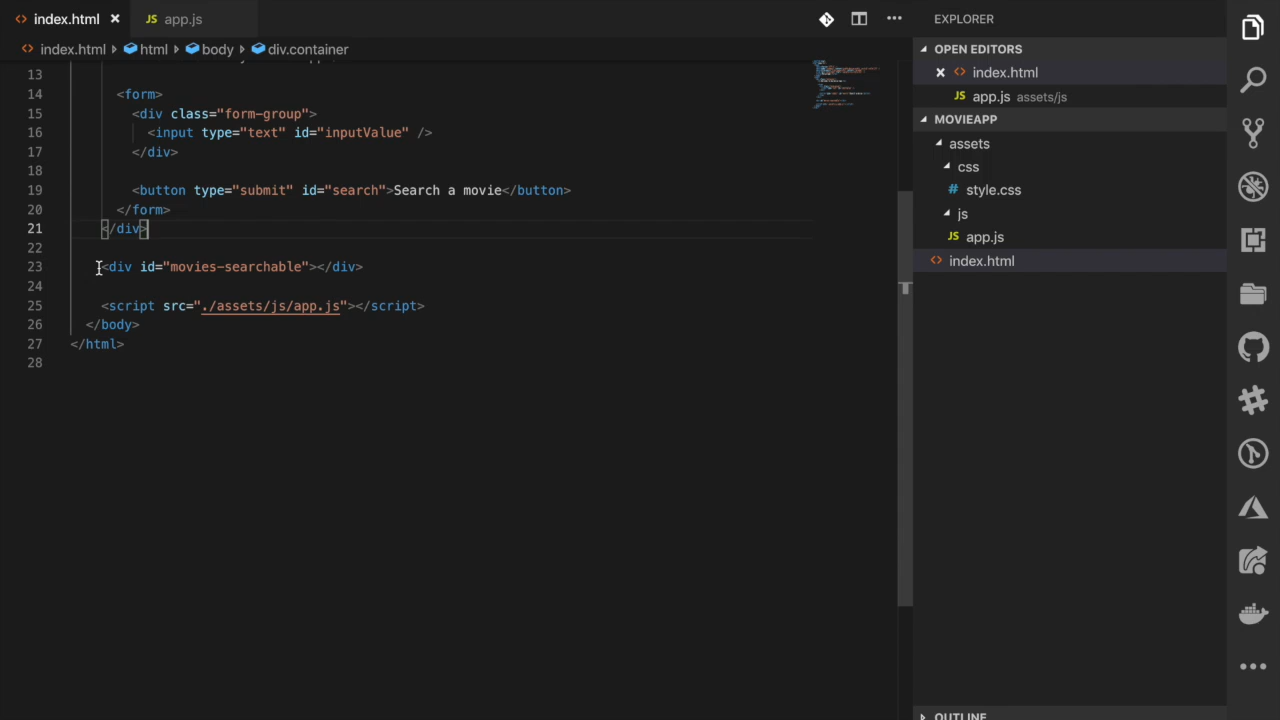 index.html
JS app.js
index.html html body div.container
13
14 <form>
15 <div class="form-group">
16 <input type="text" id="inputValue" />
17 </div>
18
19 <button type="submit" id="search">Search a movie</button>
20 </form>
21 </div>
22
23 <div id="movies-searchable"></div>
24
25 <script src="./assets/js/app.js"></script>
26 </body>
27 </html>
28
EXPLORER
OPEN EDITORS
index.html
JS app.js assets/js
MOVIEAPP
assets
css
# style.css
js
JS app.js
index.html
OUTLINE